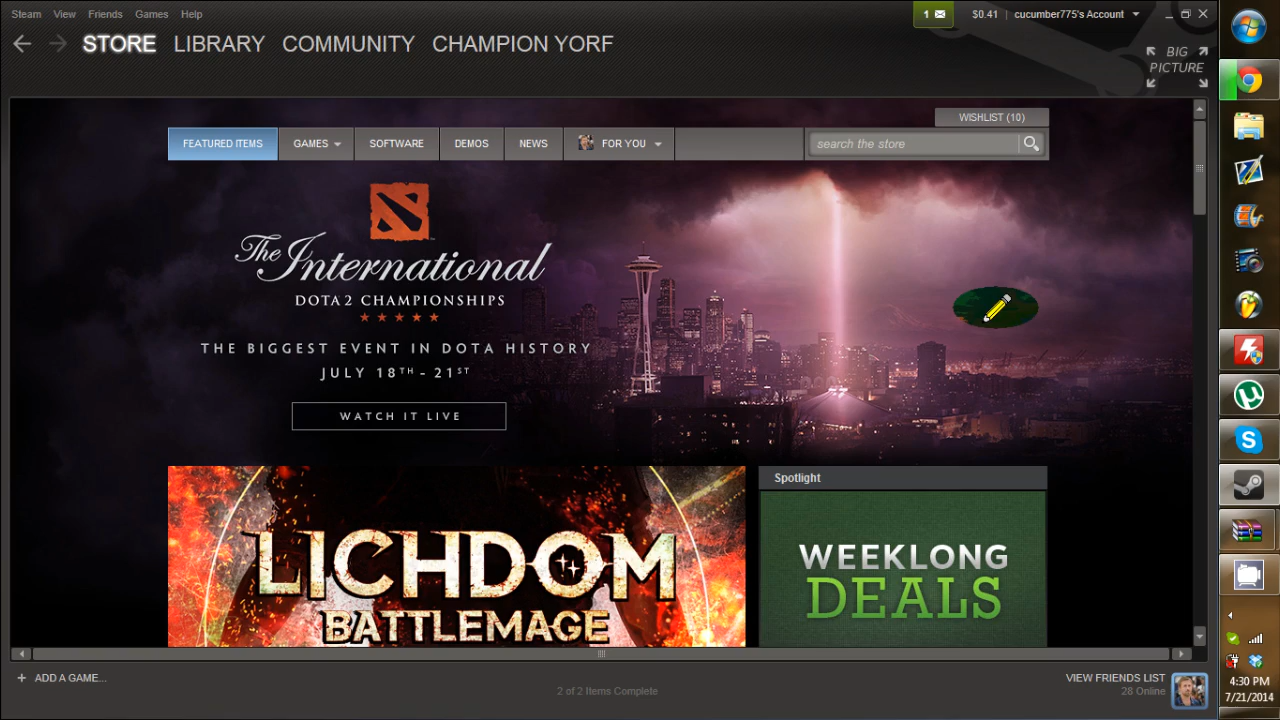 Steam View Friends Games Help
1 $0.41 cucumber775's Account
STORE LIBRARY COMMUNITY CHAMPION YORF
BIG PICTURE
WISHLIST (10)
FEATURED ITEMS GAMES SOFTWARE DEMOS NEWS FOR YOU search the store
The International
DOTA 2 CHAMPIONSHIPS
THE BIGGEST EVENT IN DOTA HISTORY
JULY 18TH - 21ST
WATCH IT LIVE
LICHDOM
BATTLEMAGE
Spotlight
WEEKLONG
DEALS
+ ADD A GAME...
2 of 2 Items Complete
VIEW FRIENDS LIST
28 Online
4:30 PM
7/21/2014